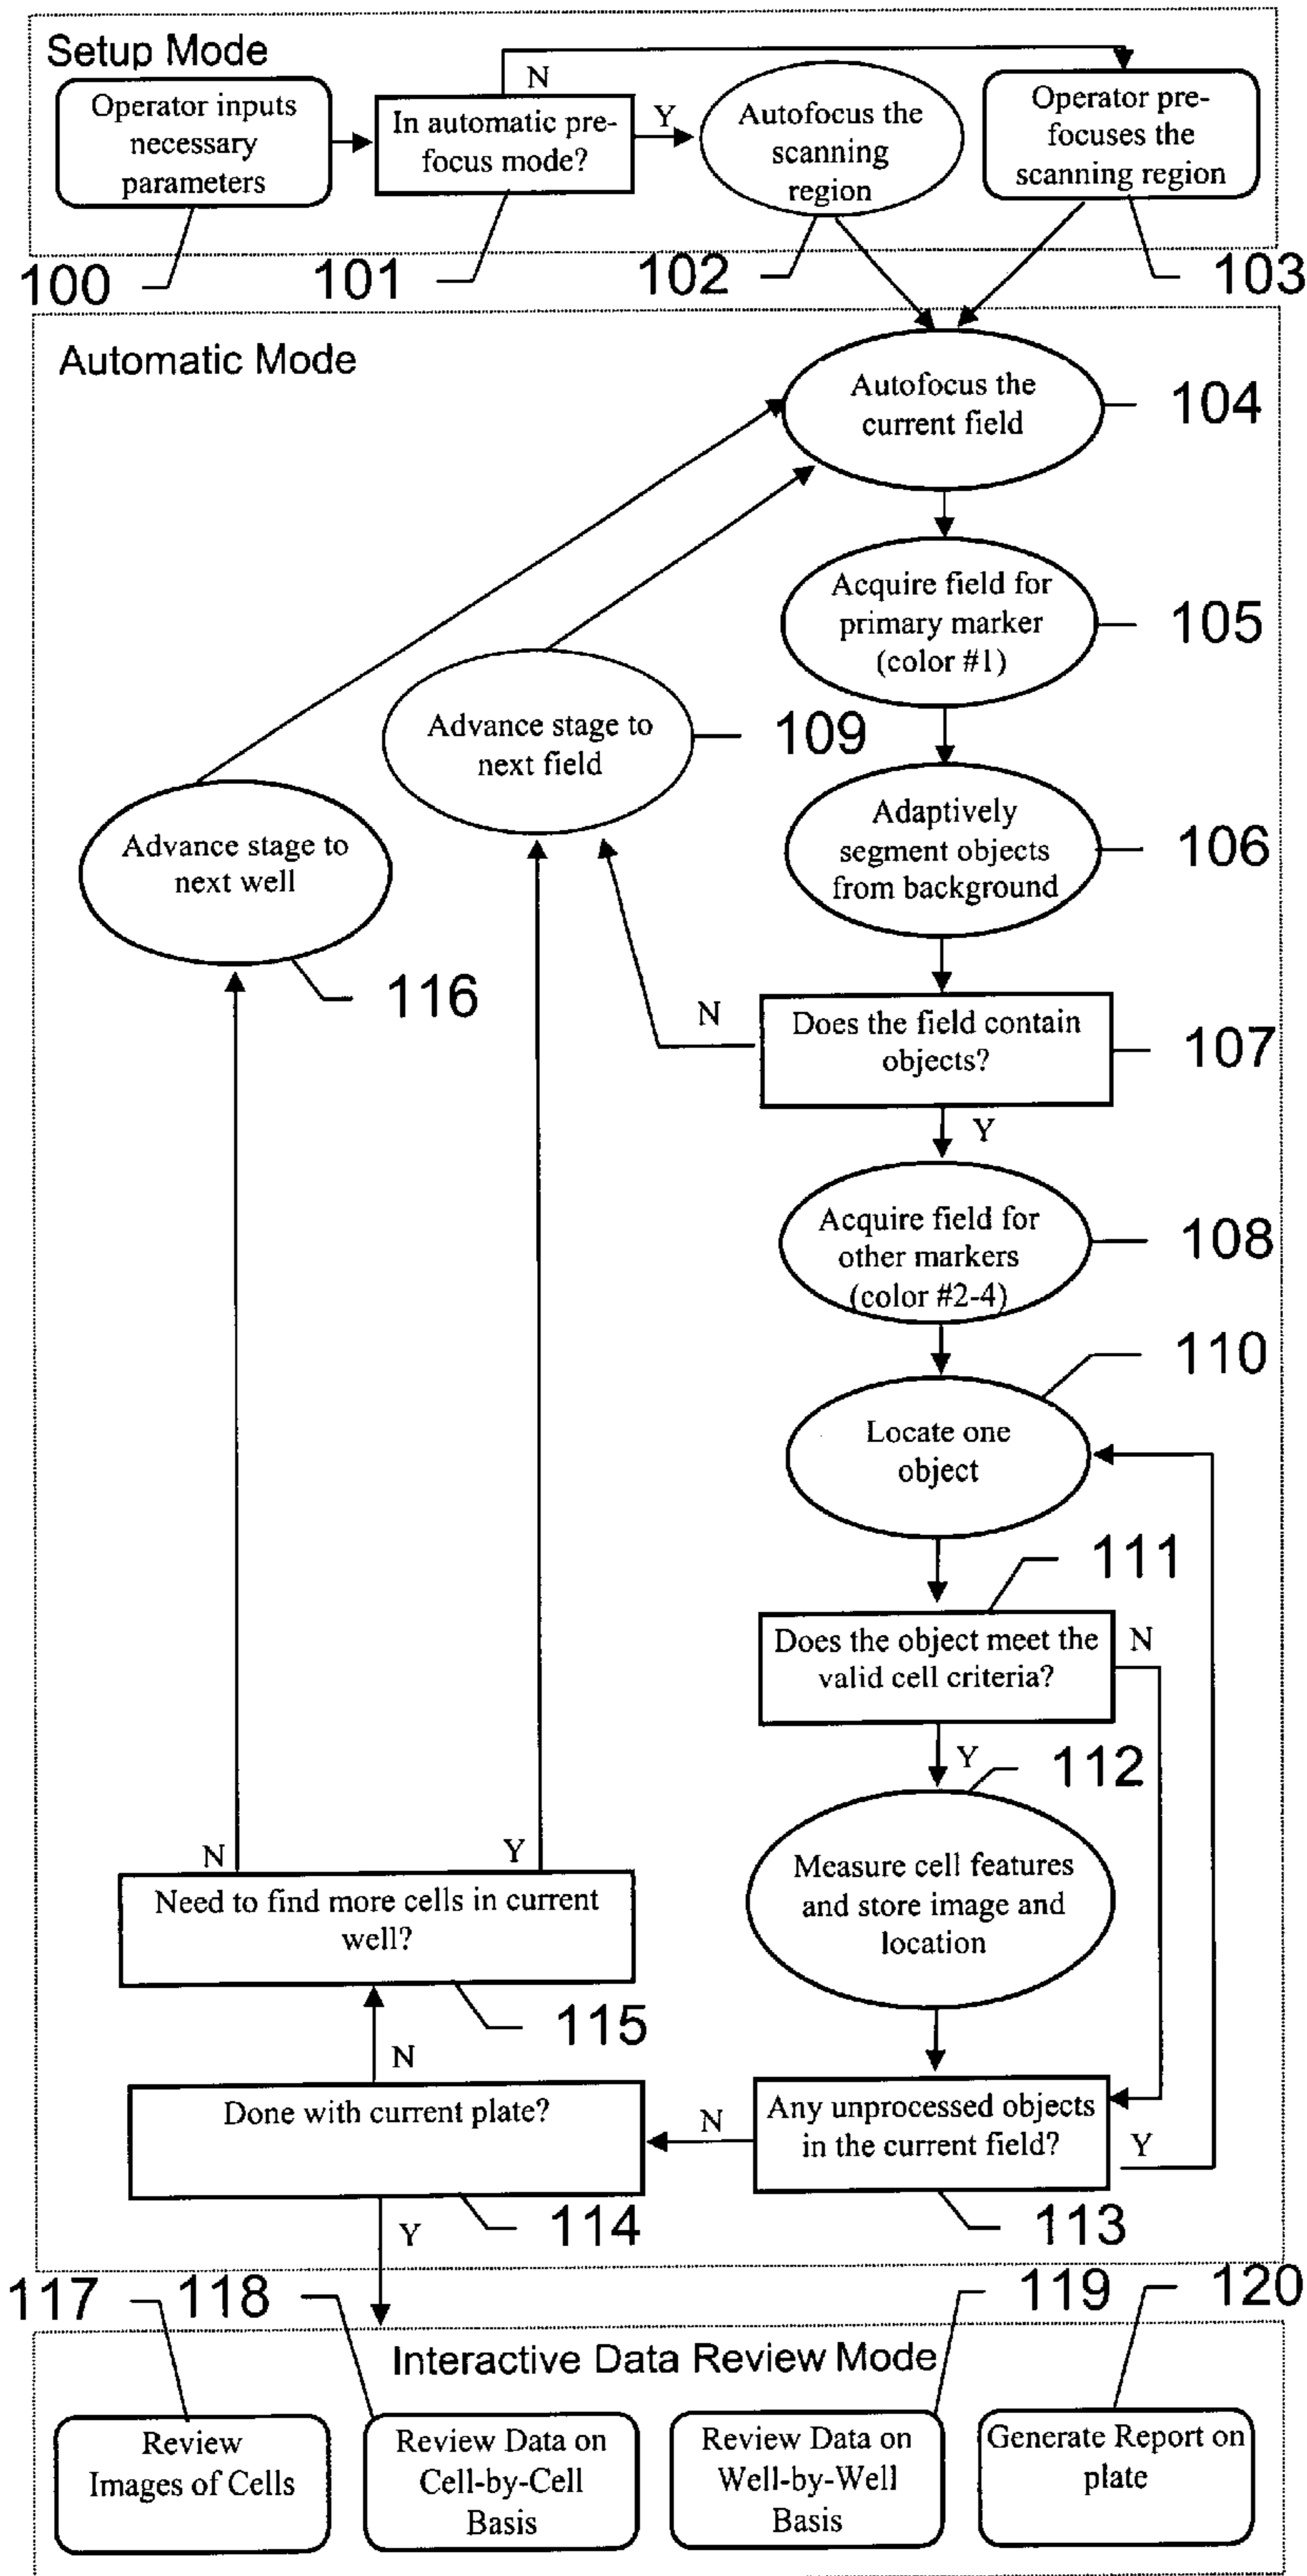 Setup Mode
Operator inputs
necessary
parameters
N
In automatic pre-
focus mode?
Y
Autofocus the
scanning
region
Operator pre-
focuses the
scanning region
100
101
102
103
Automatic Mode
Autofocus the
current field
104
Acquire field for
primary marker
(color #1)
105
Advance stage to
next field
109
Adaptively
segment objects
from background
106
Advance stage to
next well
116
Does the field contain
objects?
107
N
Y
Acquire field for
other markers
(color #2-4)
108
110
Locate one
object
111
Does the object meet the
valid cell criteria?
N
Y
112
Measure cell features
and store image and
location
N
Y
Need to find more cells in current
well?
115
N
Done with current plate?
N
Any unprocessed objects
in the current field?
Y
114
113
Y
117
118
119
120
Interactive Data Review Mode
Review
Images of Cells
Review Data on
Cell-by-Cell
Basis
Review Data on
Well-by-Well
Basis
Generate Report on
plate